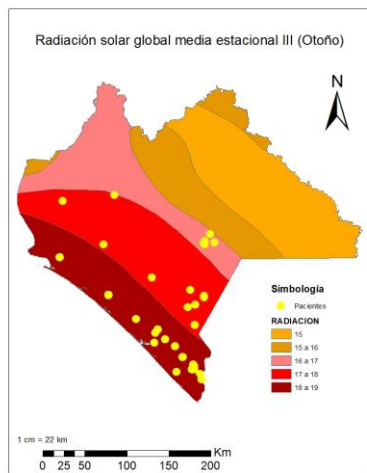 Radiación solar global media estacional III (Otoño)
N
Simbología
Pacientes
RADIACION
15
15 a 16
16 a 17
17 a 18
18 a 19
1 cm = 22 km
Km
0 25 50 100 150 200